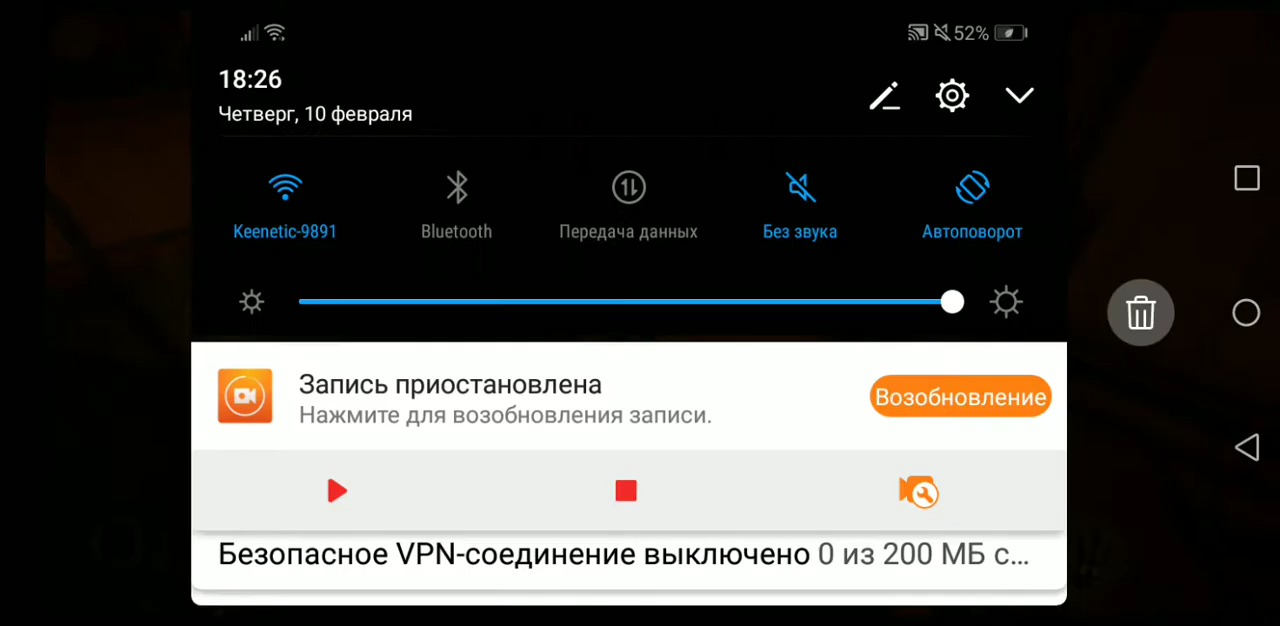 52%
18:26
Четверг, 10 февраля
Keenetic-9891
Bluetooth
Передача данных
Без звука
Автоповорот
Запись приостановлена
Нажмите для возобновления записи.
Возобновление
Безопасное VPN-соединение выключено 0 из 200 МБ с...